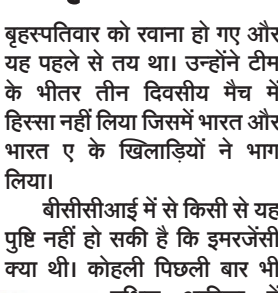 बृहस्पतिवार को रवाना हो गए और
यह पहले से तय था। उन्होंने टीम
के भीतर तीन दिवसीय मैच में
हिस्सा नहीं लिया जिसमें भारत और
भारत ए के खिलाड़ियों ने भाग
लिया।
बीसीसीआई में से किसी से यह
पुष्टि नहीं हो सकी है कि इमरजेंसी
क्या थी। कोहली पिछली बार भी